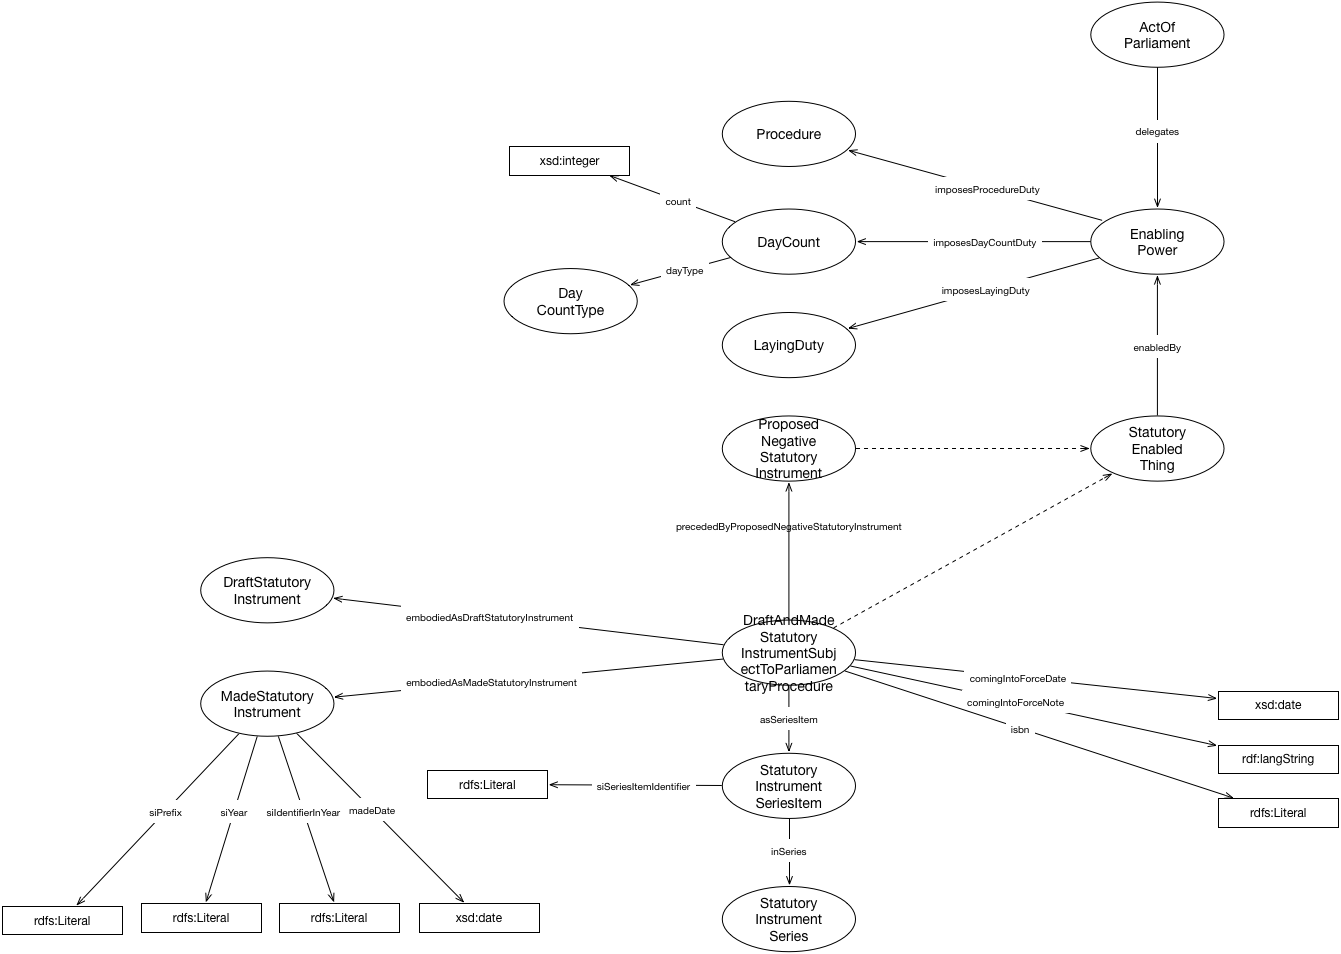 ActOf
Parliament
delegates
Procedure
xsd:integer
imposesProcedureDuty
count
DayCount
imposesDayCountDuty
Enabling
Power
dayType
Day
CountType
imposesLayingDuty
LayingDuty
enabledBy
Proposed
Negative
Statutory
Instrument
Statutory
Enabled
Thing
precededByProposedNegativeStatutoryInstrument
DraftStatutory
Instrument
embodiedAsDraftStatutoryInstrument
DraftAndMade
Statutory
InstrumentSubj
ectToParliamen
taryProcedure
embodiedAsMadeStatutoryInstrument
MadeStatutory
Instrument
comingIntoForceDate
xsd:date
comingIntoForceNote
asSeriesItem
isbn
rdf:langString
rdfs:Literal
siSeriesItemIdentifier
Statutory
Instrument
SeriesItem
rdfs:Literal
siPrefix
siYear
siIdentifierInYear
madeDate
inSeries
rdfs:Literal
rdfs:Literal
rdfs:Literal
xsd:date
Statutory
Instrument
Series